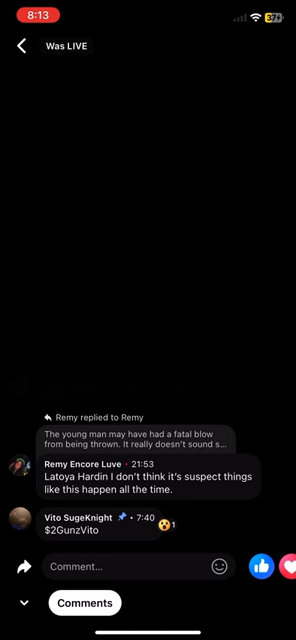 8:13
37
Was LIVE
Remy replied to Remy
The young man may have had a fatal blow
from being thrown. It really doesn't sound s...
Remy Encore Luve • 21:53
Latoya Hardin I don't think it's suspect things
like this happen all the time.
Vito SugeKnight • 7:40
$2GunzVito
1
Comment...
Comments